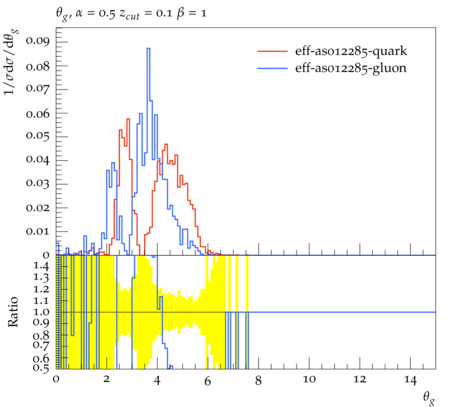 θg, α = 0.5 zcut = 0.1 β = 1
1/σdσ/dθg
0.09
0.08
0.07
0.06
0.05
0.04
0.03
0.02
0.01
0
eff-as012285-quark
eff-as012285-gluon
Ratio
1.4
1.3
1.2
1.1
1.0
0.9
0.8
0.7
0.6
0.5
0 2 4 6 8 10 12 14
θg